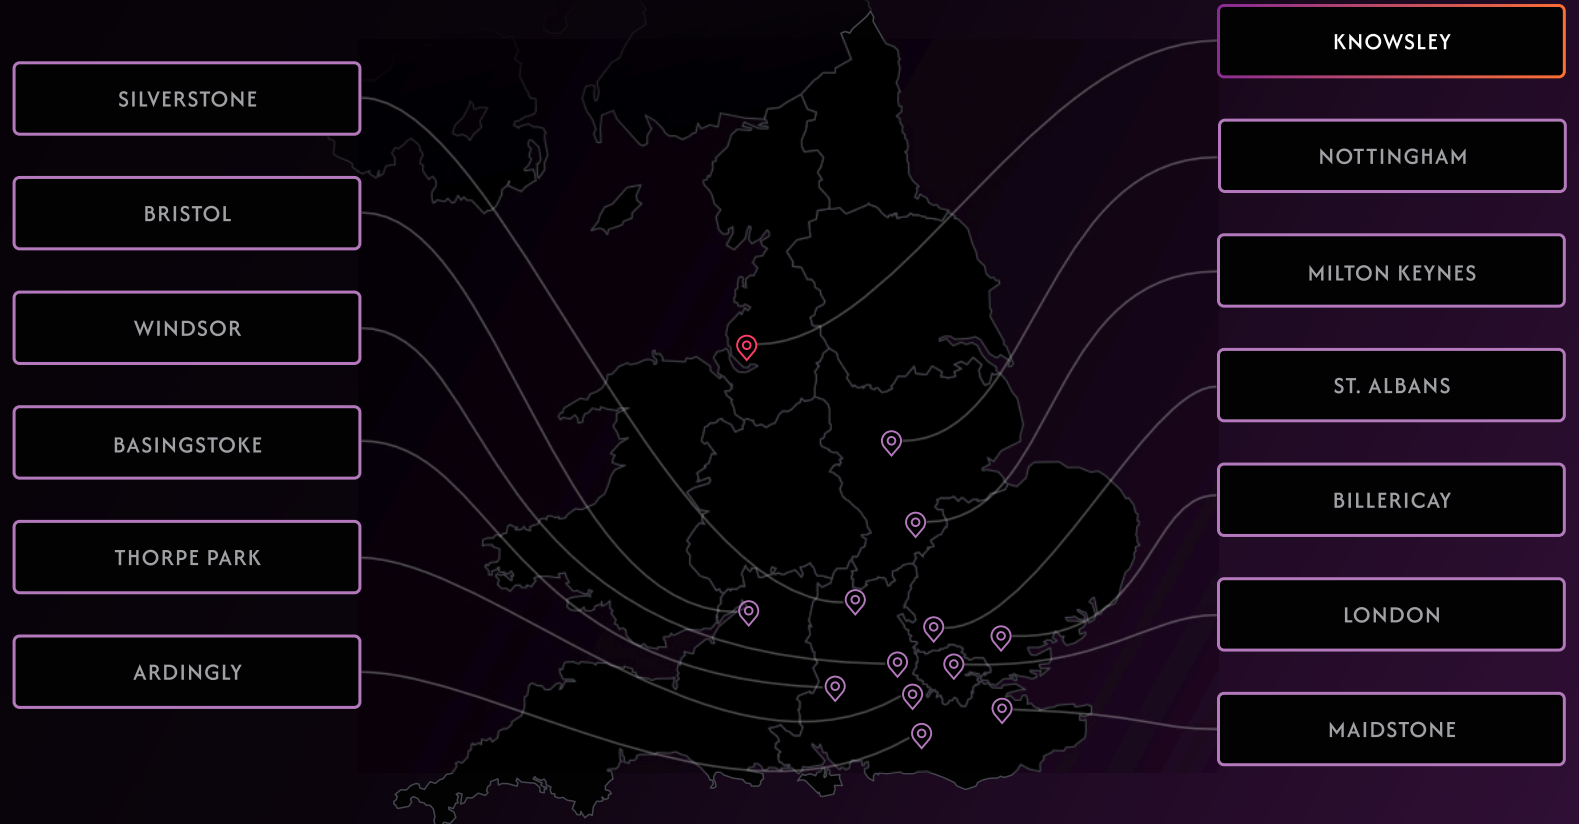 SILVERSTONE
BRISTOL
WINDSOR
BASINGSTOKE
THORPE PARK
ARDINGLY
KNOWSLEY
NOTTINGHAM
MILTON KEYNES
ST. ALBANS
BILLERICAY
LONDON
MAIDSTONE